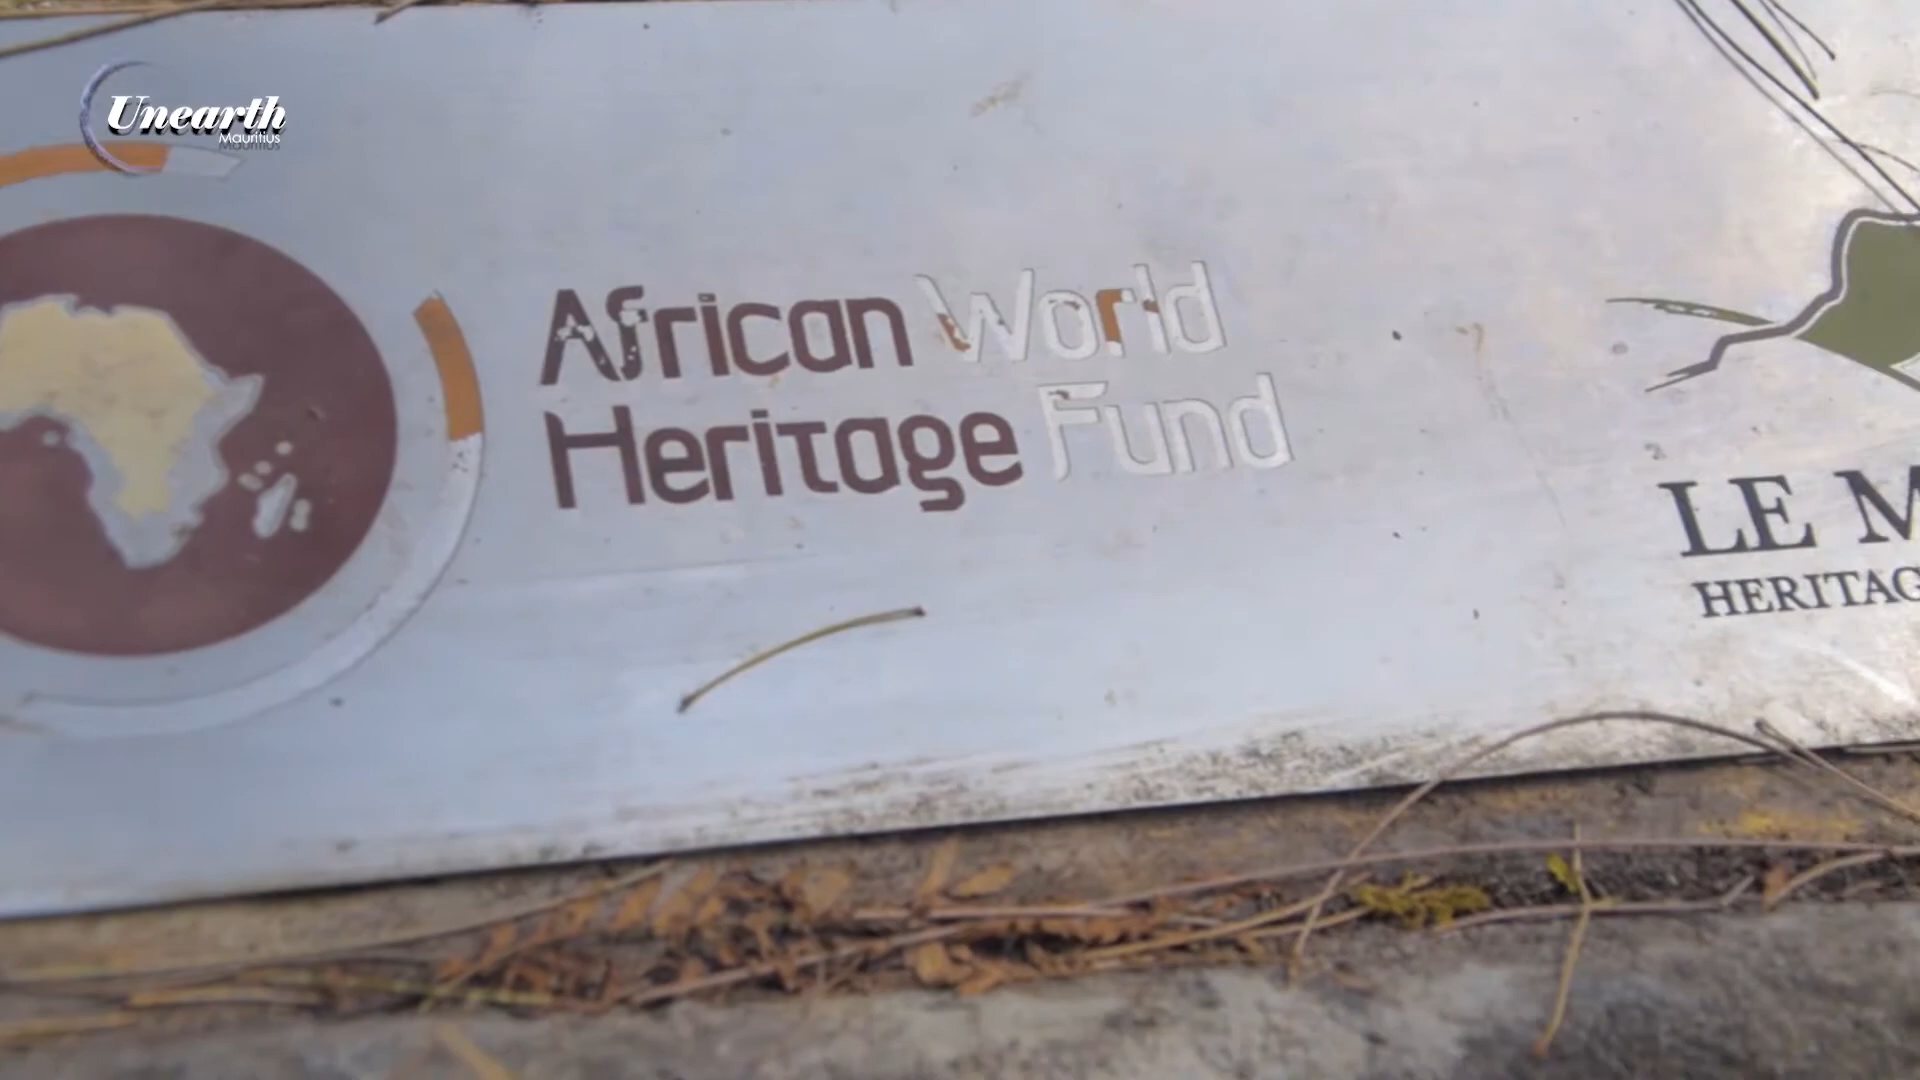 Unearth
Mauritius
African World
Heritage Fund
LE M
HERITAG